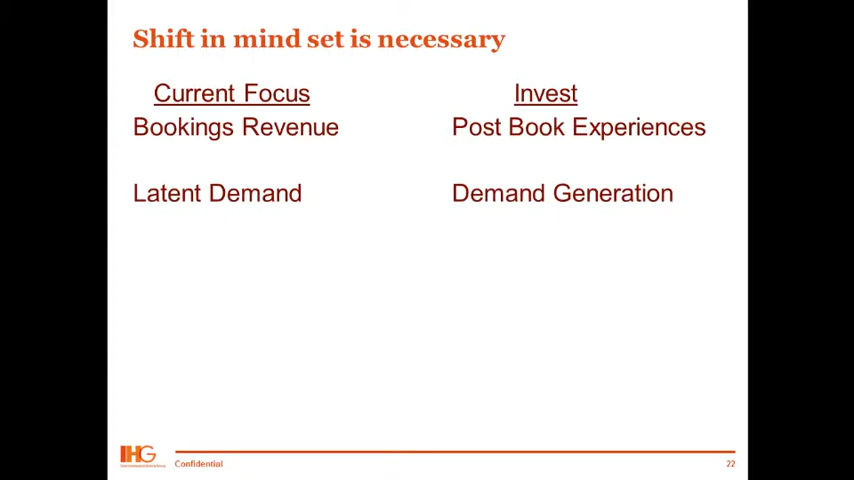 Shift in mind set is necessary
Current Focus Invest
Bookings Revenue Post Book Experiences
Latent Demand Demand Generation
IHG
Confidential 22